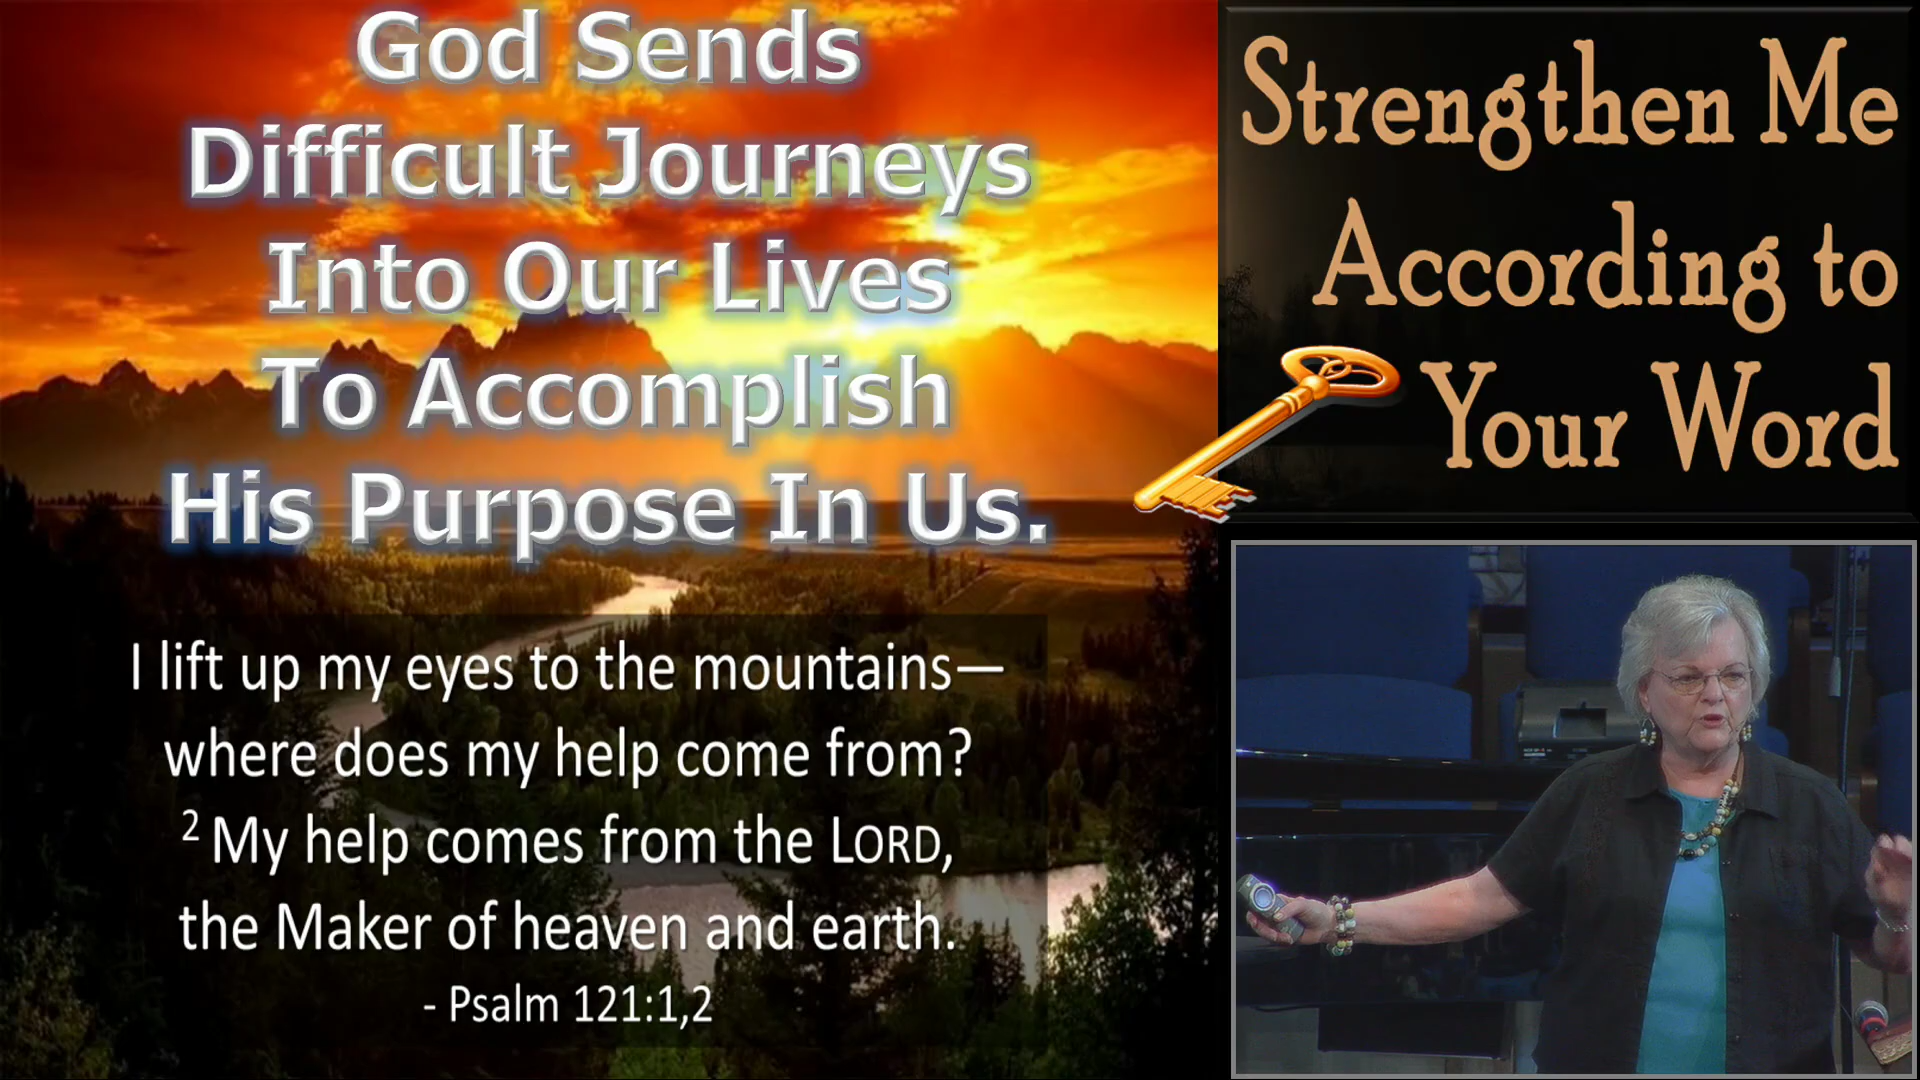 God Sends
Difficult Journeys
Into Our Lives
To Accomplish
His Purpose In Us.
I lift up my eyes to the mountains—
where does my help come from?
2 My help comes from the LORD,
the Maker of heaven and earth.
- Psalm 121:1,2
Strengthen Me
According to
Your Word